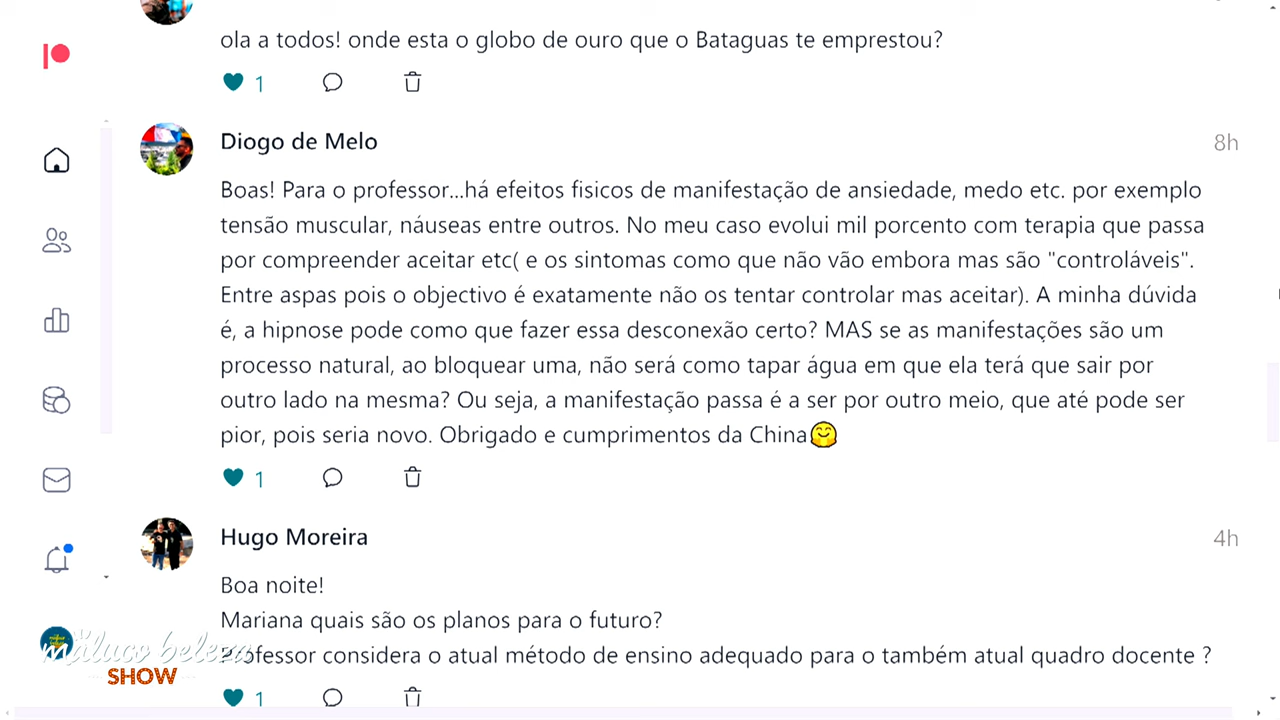 ola a todos! onde esta o globo de ouro que o Bataguas te emprestou?
1
Diogo de Melo
8h
Boas! Para o professor...há efeitos fisicos de manifestação de ansiedade, medo etc. por exemplo
tensão muscular, náuseas entre outros. No meu caso evolui mil porcento com terapia que passa
por compreender aceitar etc( e os sintomas como que não vão embora mas são "controláveis".
Entre aspas pois o objectivo é exatamente não os tentar controlar mas aceitar). A minha dúvida
é, a hipnose pode como que fazer essa desconexão certo? MAS se as manifestações são um
processo natural, ao bloquear uma, não será como tapar água em que ela terá que sair por
outro lado na mesma? Ou seja, a manifestação passa é a ser por outro meio, que até pode ser
pior, pois seria novo. Obrigado e cumprimentos da China🤗
1
Hugo Moreira
4h
Boa noite!
Mariana quais são os planos para o futuro?
Professor considera o atual método de ensino adequado para o também atual quadro docente ?
1
maluco beleza
SHOW